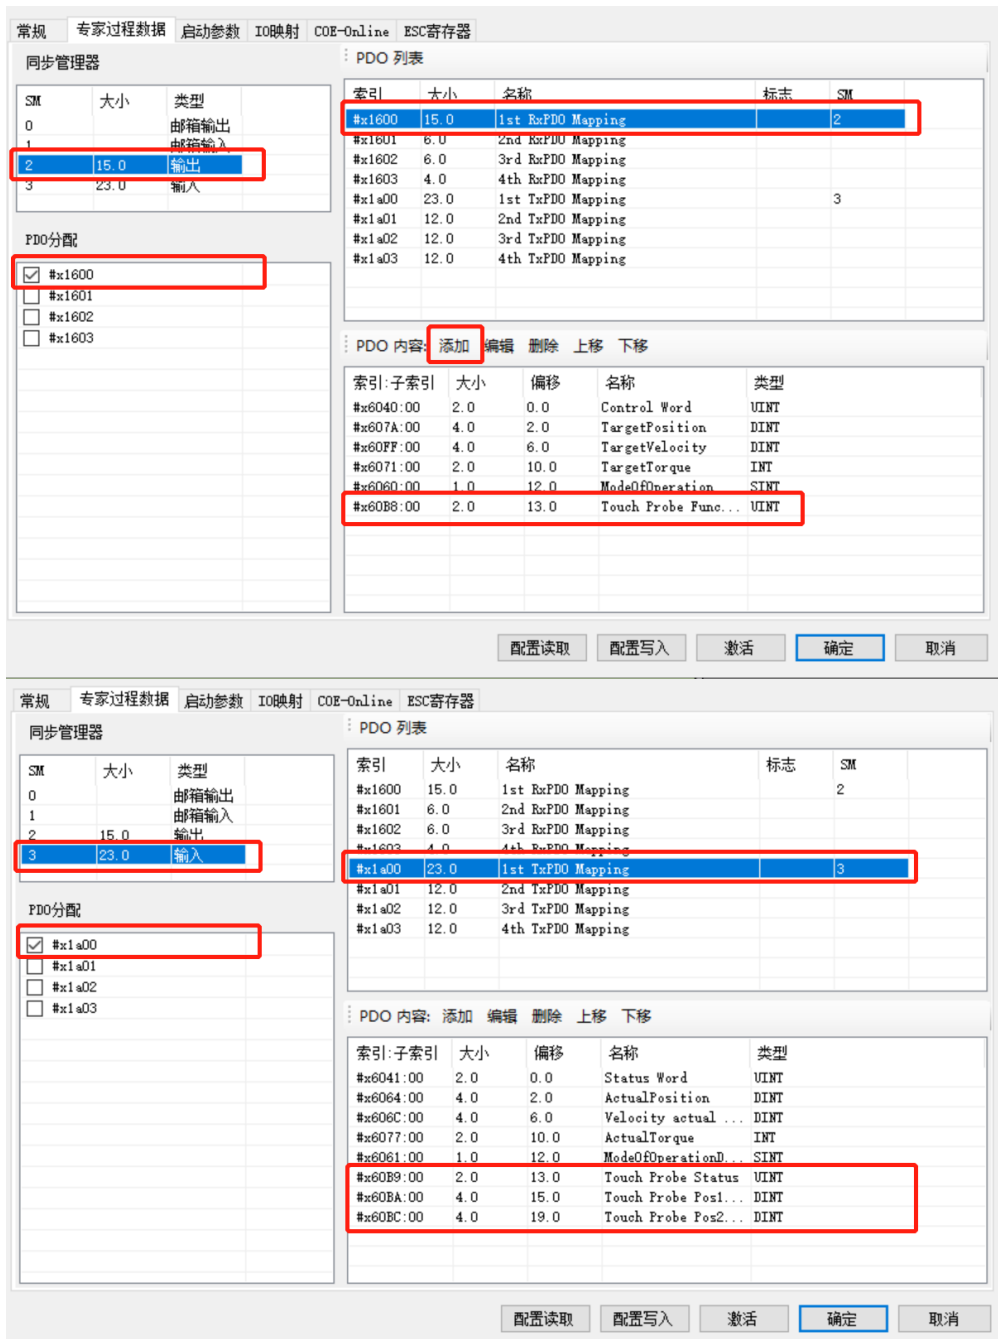 常规 专家过程数据 启动参数 IO映射 COE-Online ESC寄存器
同步管理器
SM 大小 类型
0 邮箱输出
1 邮箱输入
2 15.0 输出
3 23.0 输入
PDO分配
#x1600
#x1601
#x1602
#x1603
PDO 列表
索引 大小 名称 标志 SM
#x1600 15.0 1st RxPDO Mapping 2
#x1601 6.0 2nd RxPDO Mapping
#x1602 6.0 3rd RxPDO Mapping
#x1603 4.0 4th RxPDO Mapping
#x1a00 23.0 1st TxPDO Mapping 3
#x1a01 12.0 2nd TxPDO Mapping
#x1a02 12.0 3rd TxPDO Mapping
#x1a03 12.0 4th TxPDO Mapping
PDO 内容: 添加 编辑 删除 上移 下移
索引:子索引 大小 偏移 名称 类型
#x6040:00 2.0 0.0 Control Word UINT
#x607A:00 4.0 2.0 TargetPosition DINT
#x60FF:00 4.0 6.0 TargetVelocity DINT
#x6071:00 2.0 10.0 TargetTorque INT
#x6060:00 1.0 12.0 ModeOfOperation SINT
#x60B8:00 2.0 13.0 Touch Probe Func... UINT
配置读取 配置写入 激活 确定 取消
常规 专家过程数据 启动参数 IO映射 COE-Online ESC寄存器
同步管理器
SM 大小 类型
0 邮箱输出
1 邮箱输入
2 15.0 输出
3 23.0 输入
PDO分配
#x1a00
#x1a01
#x1a02
#x1a03
PDO 列表
索引 大小 名称 标志 SM
#x1600 15.0 1st RxPDO Mapping 2
#x1601 6.0 2nd RxPDO Mapping
#x1602 6.0 3rd RxPDO Mapping
#x1603 4.0 4th RxPDO Mapping
#x1a00 23.0 1st TxPDO Mapping 3
#x1a01 12.0 2nd TxPDO Mapping
#x1a02 12.0 3rd TxPDO Mapping
#x1a03 12.0 4th TxPDO Mapping
PDO 内容: 添加 编辑 删除 上移 下移
索引:子索引 大小 偏移 名称 类型
#x6041:00 2.0 0.0 Status Word UINT
#x6064:00 4.0 2.0 ActualPosition DINT
#x606C:00 4.0 6.0 Velocity actual ... DINT
#x6077:00 2.0 10.0 ActualTorque INT
#x6061:00 1.0 12.0 ModeOfOperationD... SINT
#x60B9:00 2.0 13.0 Touch Probe Status UINT
#x60BA:00 4.0 15.0 Touch Probe Pos1... DINT
#x60BC:00 4.0 19.0 Touch Probe Pos2... DINT
配置读取 配置写入 激活 确定 取消